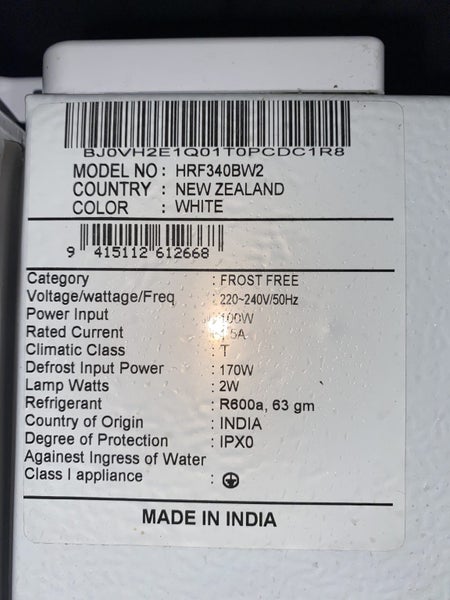 BJ0VH2E1Q01T0PCDC1R8
MODEL NO : HRF340BW2
COUNTRY : NEW ZEALAND
COLOR : WHITE
9 415112 612668
Category : FROST FREE
Voltage/wattage/Freq : 220~240V/50Hz
Power Input : 100W
Rated Current 5A
Climatic Class : T
Defrost Input Power : 170W
Lamp Watts : 2W
Refrigerant : R600a, 63 gm
Country of Origin : INDIA
Degree of Protection : IPX0
Againest Ingress of Water
Class I appliance :
MADE IN INDIA